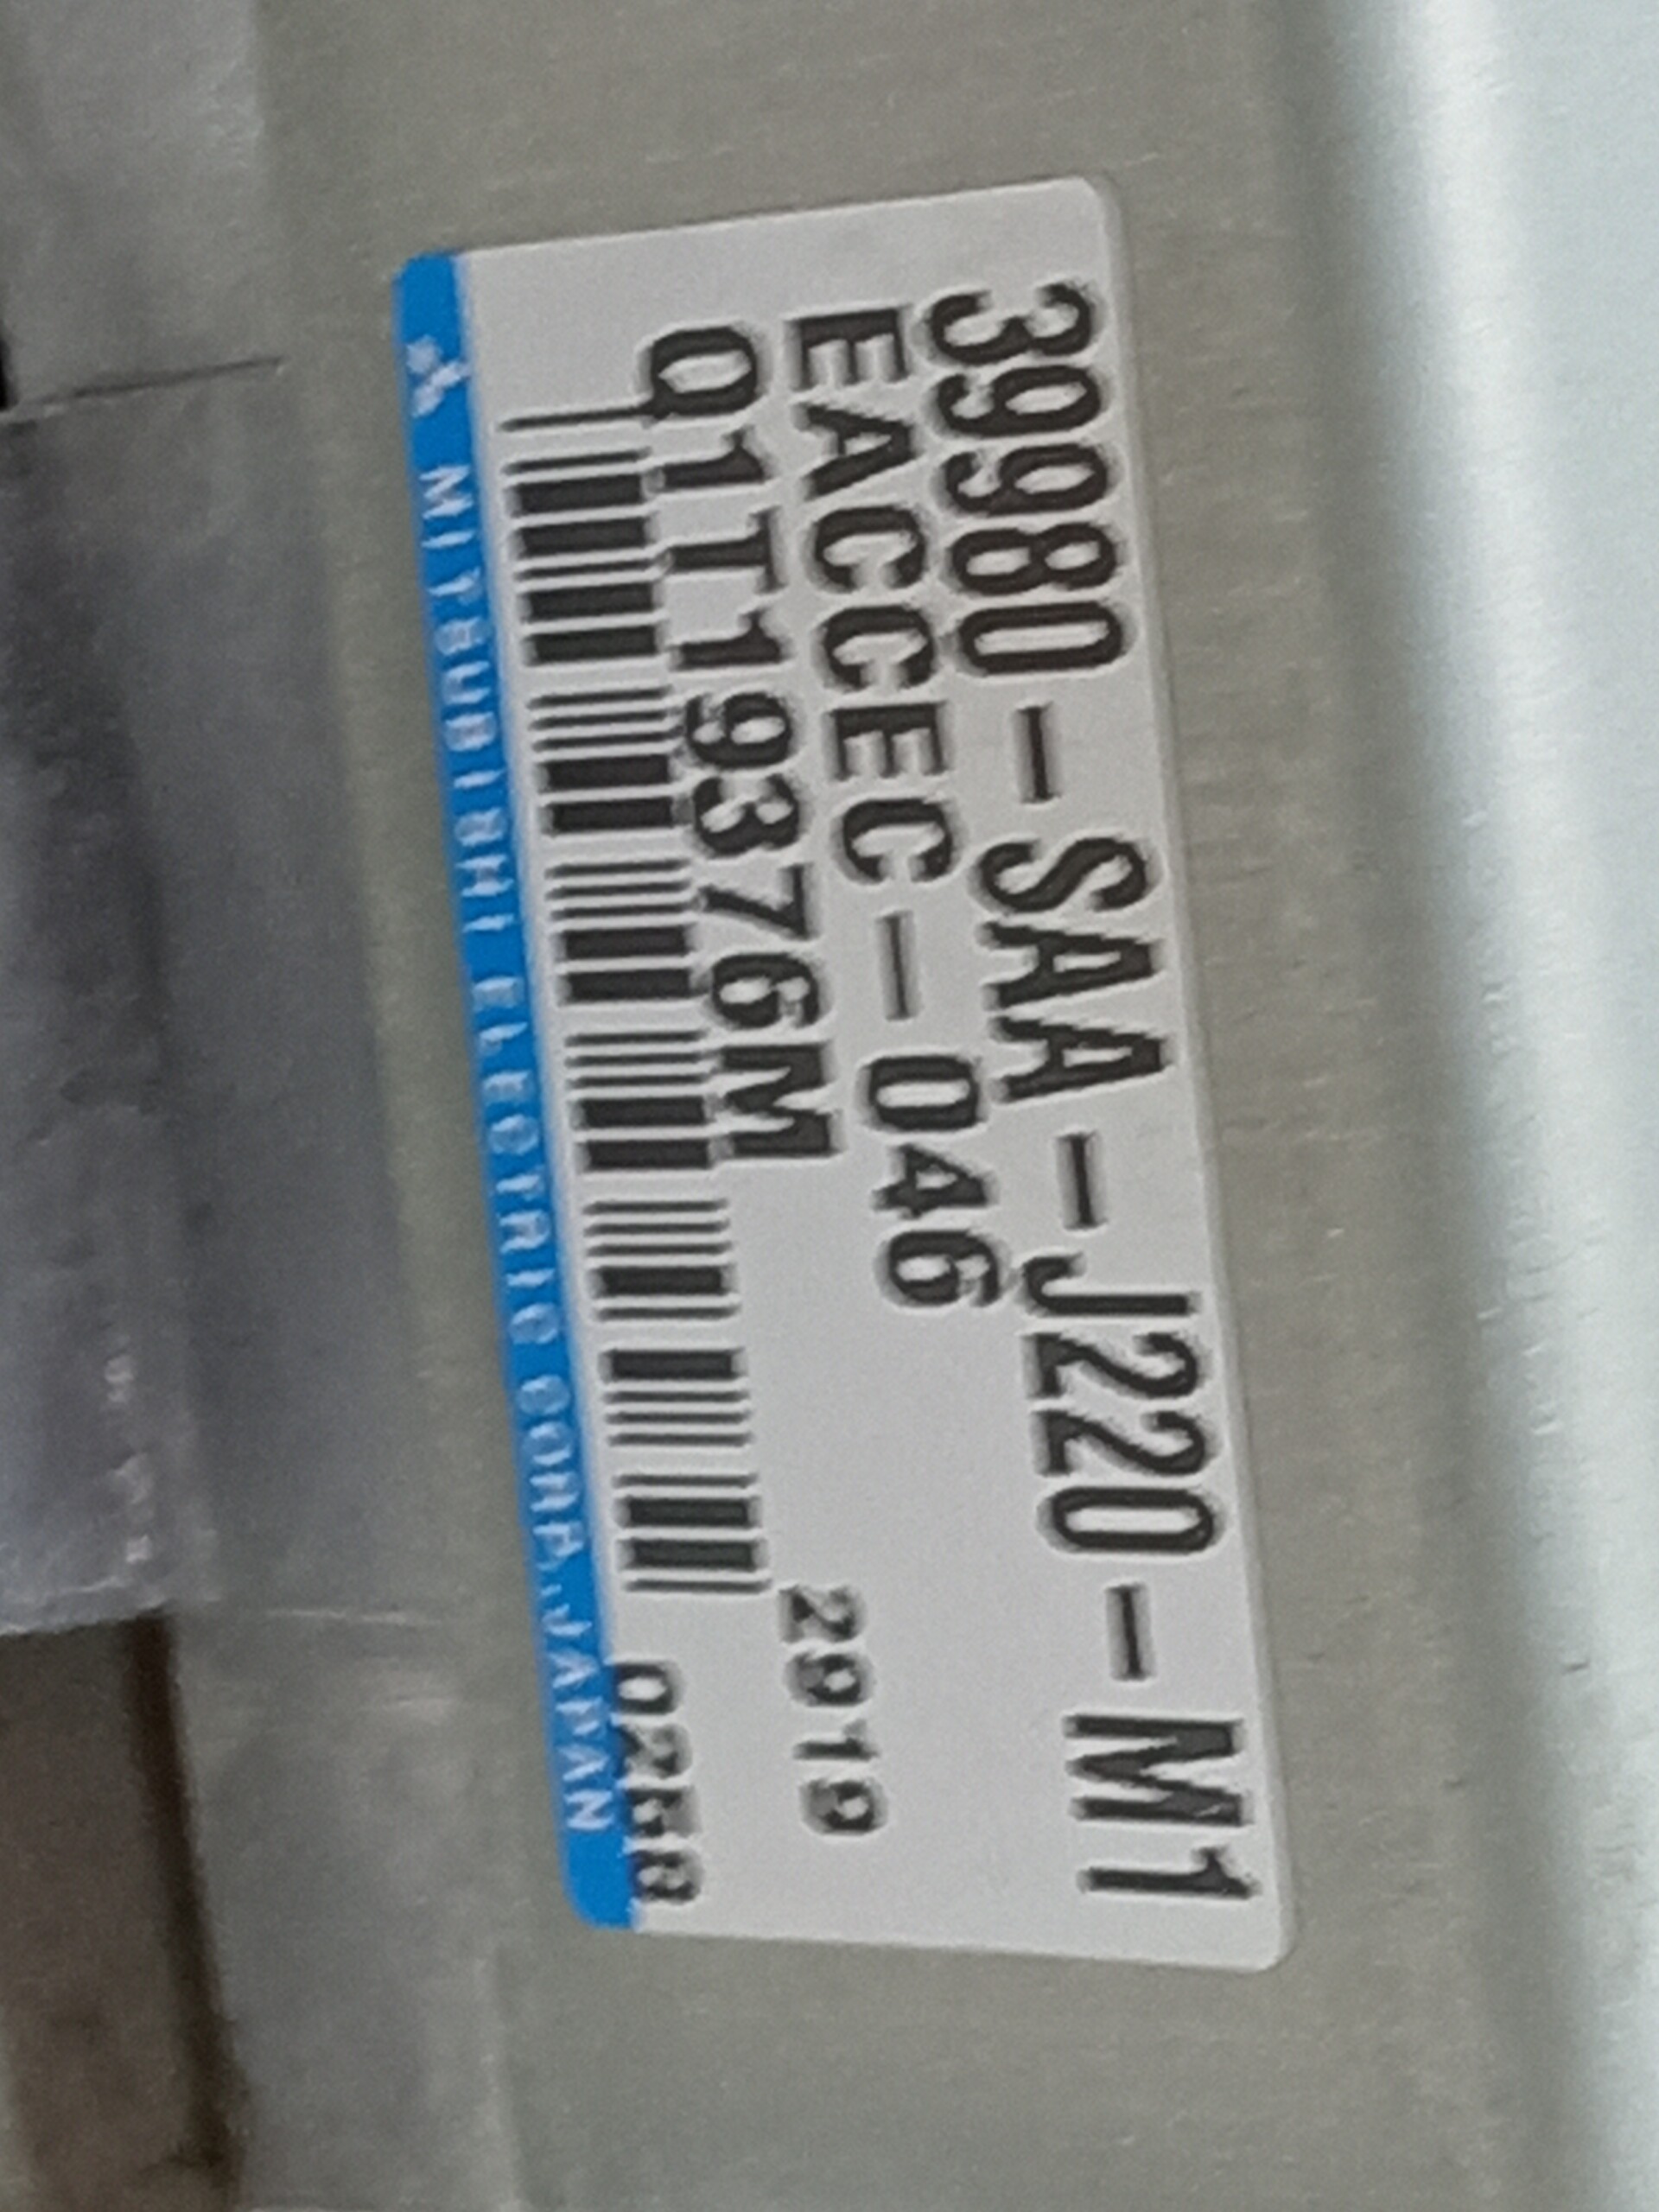 39980-SAA-J220-M1
EACCEC-046
Q1T19376M
2919
MITSUBISHI ELECTRIC CORP., JAPAN